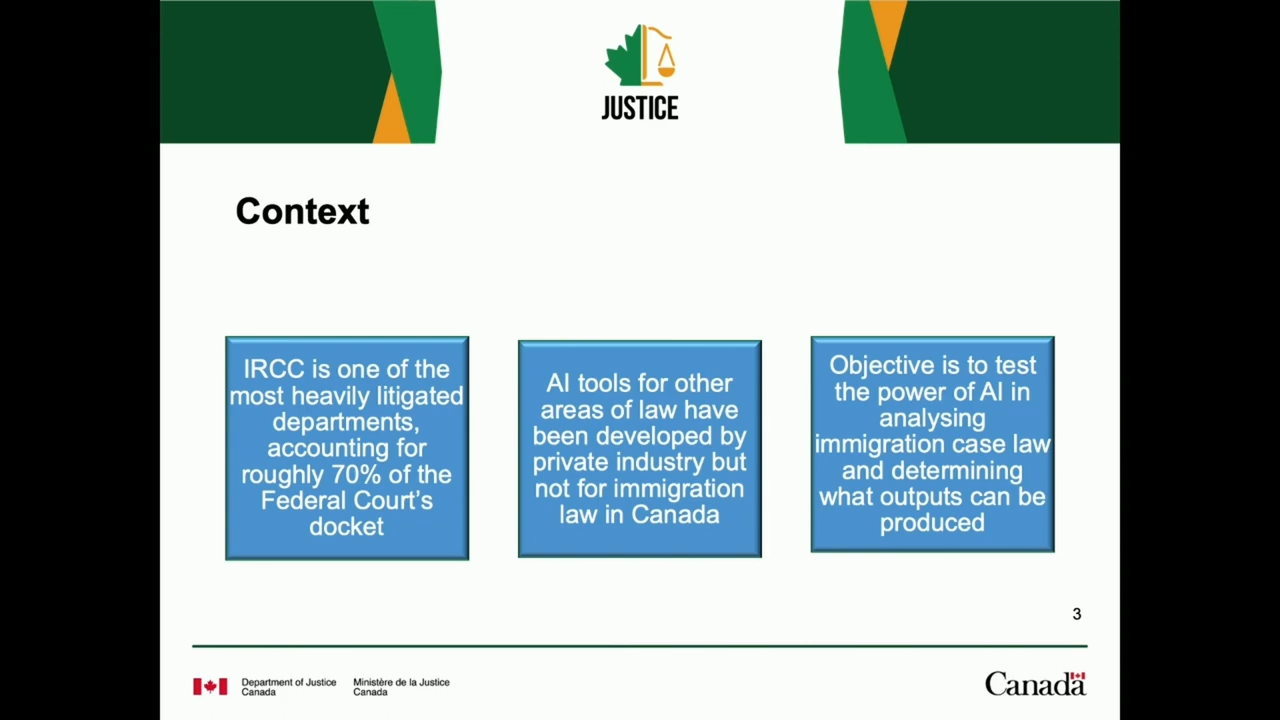 JUSTICE
Context
IRCC is one of the
most heavily litigated
departments,
accounting for
roughly 70% of the
Federal Court's
docket
AI tools for other
areas of law have
been developed by
private industry but
not for immigration
law in Canada
Objective is to test
the power of AI in
analysing
immigration case law
and determining
what outputs can be
produced
3
Department of Justice
Canada
Ministère de la Justice
Canada
Canada